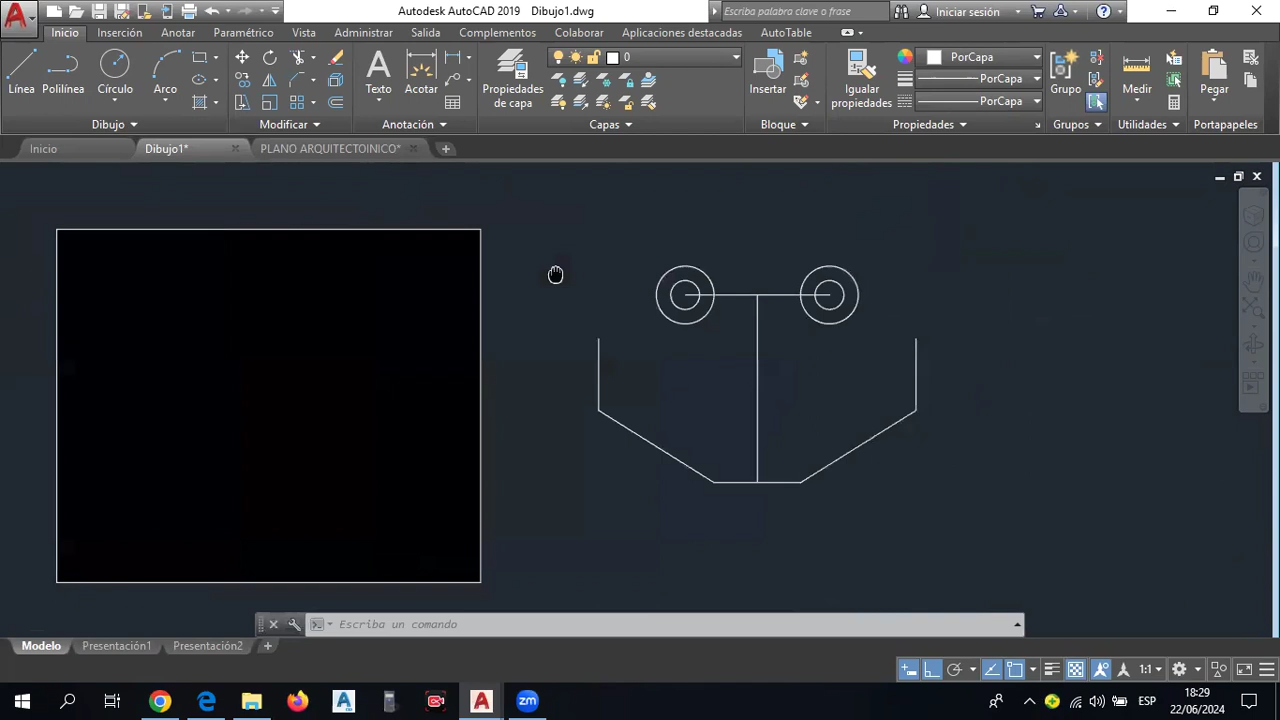 Autodesk AutoCAD 2019 Dibujo1.dwg
Escriba palabra clave o frase
Iniciar sesión
Inicio Inserción Anotar Paramétrico Vista Administrar Salida Complementos Colaborar Aplicaciones destacadas AutoTable
Línea Polilínea Círculo Arco
Texto Acotar
Propiedades de capa
0
Insertar
Igualar propiedades
PorCapa
PorCapa
PorCapa
Grupo
Medir
Pegar
Dibujo Modificar Anotación Capas Bloque Propiedades Grupos Utilidades Portapapeles
Inicio Dibujo1* PLANO ARQUITECTOINICO*
Escriba un comando
Modelo Presentación1 Presentación2
1:1
zm
ESP
18:29
22/06/2024